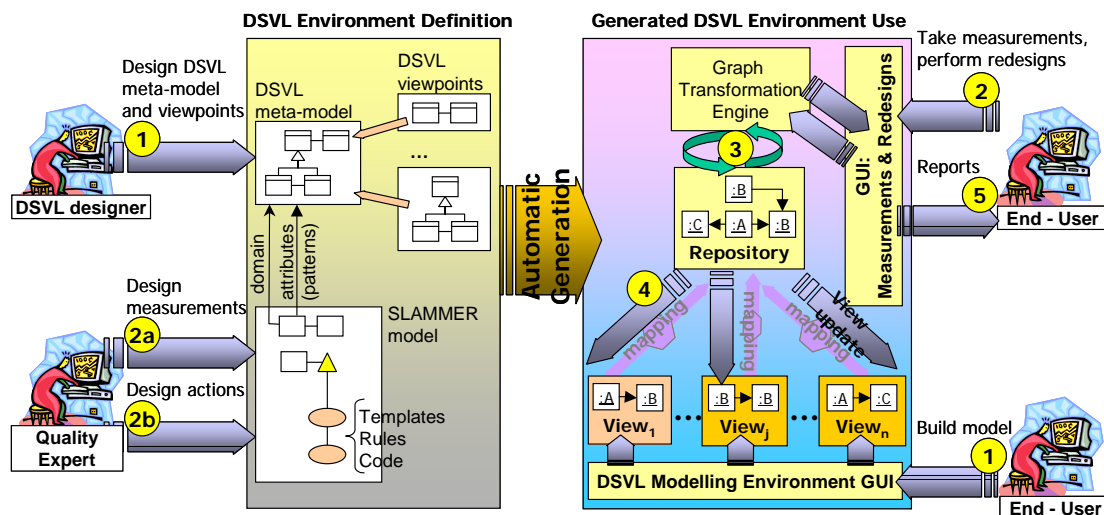 DSVL Environment Definition
Design DSVL
meta-model
and viewpoints
1
DSVL designer
DSVL
meta-model
DSVL
viewpoints
...
domain
attributes
(patterns)
Design
measurements
2a
Design actions
2b
Quality
Expert
SLAMMER
model
Templates
Rules
Code
Automatic
Generation
Generated DSVL Environment Use
Graph
Transformation
Engine
3
GUI:
Measurements & Redesigns
Take measurements,
perform redesigns
2
Reports
5
End - User
:B
:C
:A
:B
Repository
4
mapping
mapping
mapping
View
update
:A
:B
View1
:B
:B
Viewj
:A
:C
Viewn
DSVL Modelling Environment GUI
Build model
1
End - User